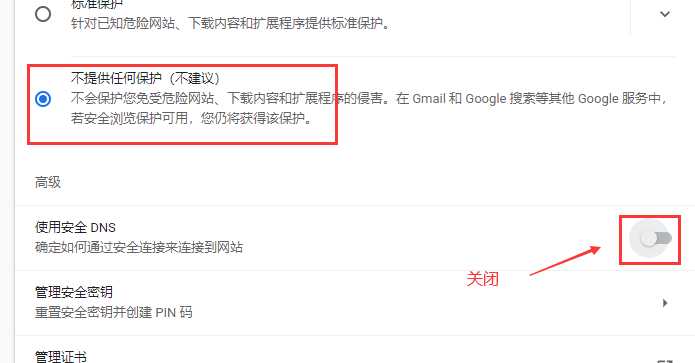 标准保护
针对已知危险网站、下载内容和扩展程序提供标准保护。
不提供任何保护（不建议）
不会保护您免受危险网站、下载内容和扩展程序的侵害。在 Gmail 和 Google 搜索等其他 Google 服务中，
若安全浏览保护可用，您仍将获得该保护。
高级
使用安全 DNS
确定如何通过安全连接来连接到网站
关闭
管理安全密钥
重置安全密钥并创建 PIN 码
管理证书